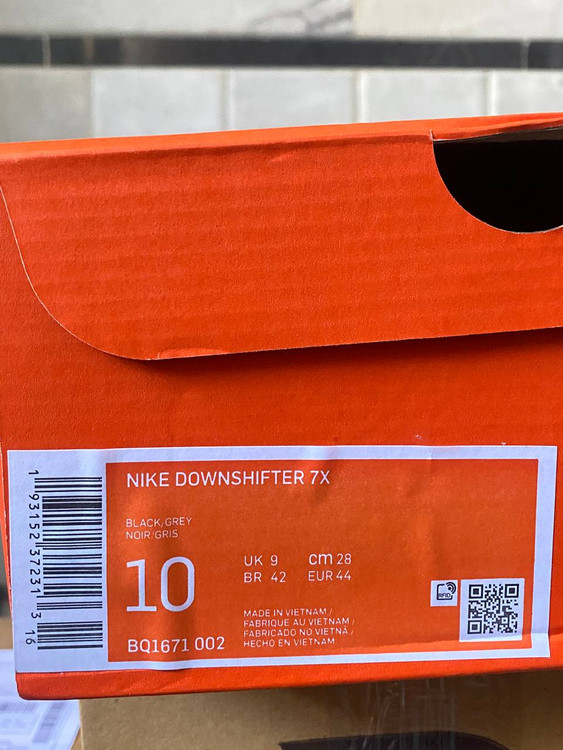 NIKE DOWNSHIFTER 7X
BLACK/GREY
NOIR/GRIS
10
UK 9 cm 28
BR 42 EUR 44
MADE IN VIETNAM /
FABRIQUE AU VIETNAM /
FABRICADO NO VIETNÃ /
HECHO EN VIETNAM
BQ1671 002
RFID
1 93152 37231 3 16